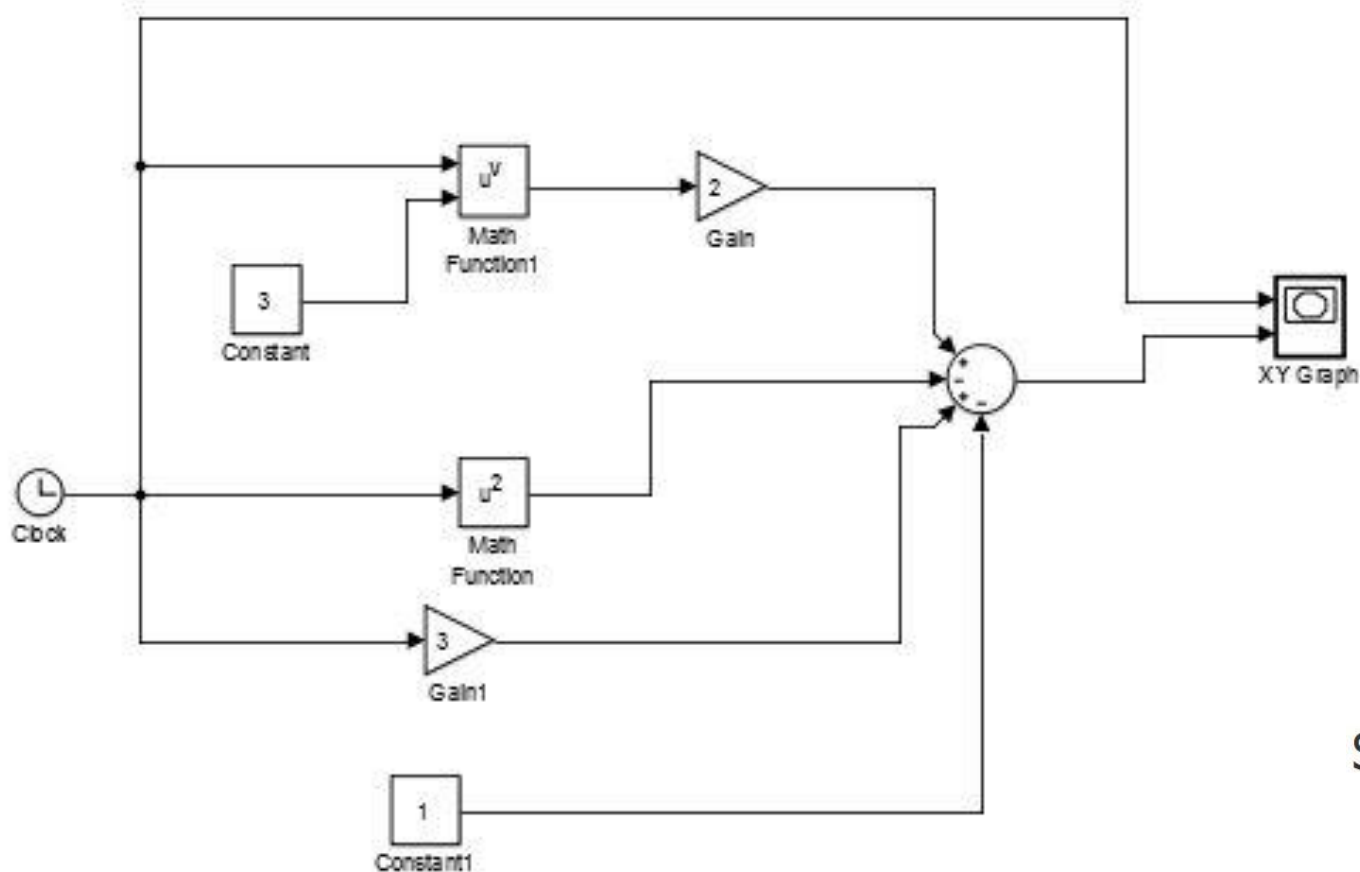 u^v
Math
Function1
2
Gain
3
Constant
+
-
+
-
XY Graph
Clock
u^2
Math
Function
3
Gain1
1
Constant1
S